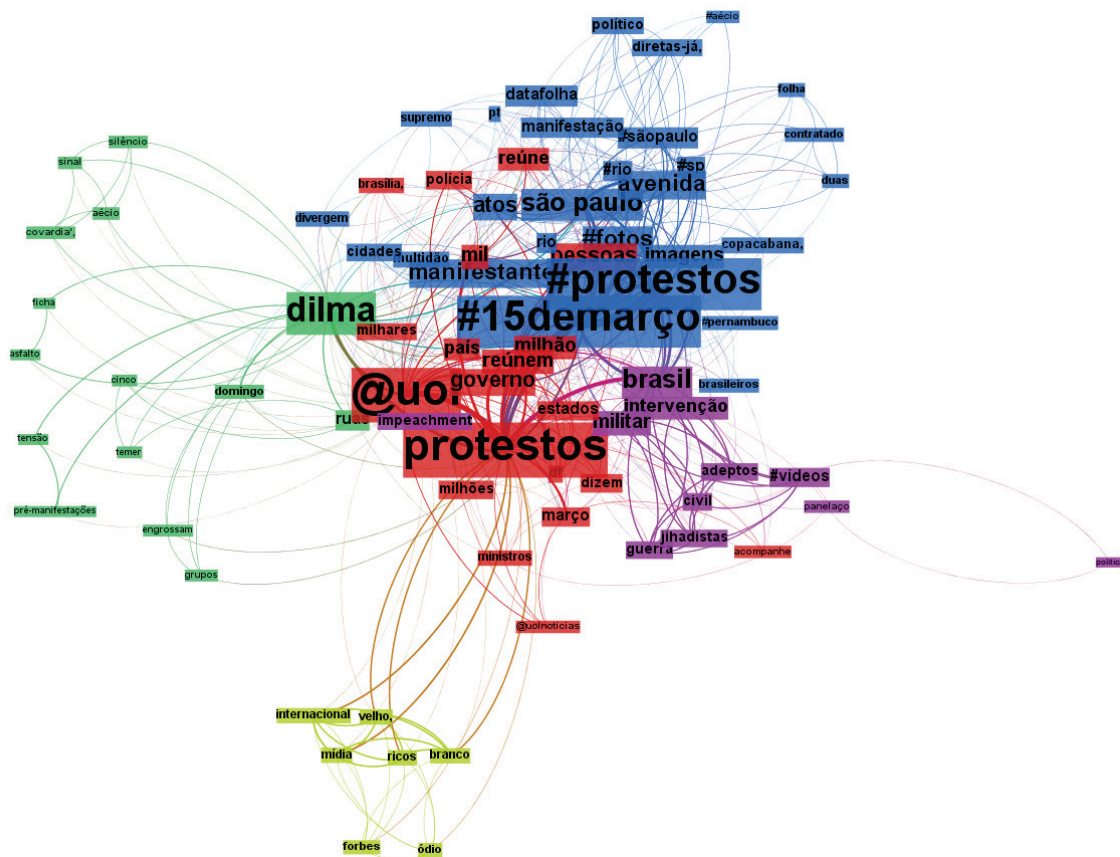 #aécio
político
diretas-já,
folha
datafolha
pt
supremo
manifestação
#sãopaulo
contratado
silêncio
sinal
reúne
#rio
#sp
brasília,
policia
avenida
duas
aécio
atos
são paulo
covardia',
divergem
#fotos
rio
copacabana,
cidades
multidão
mil
pessoas
imagens
manifestante
#protestos
ficha
dilma
#15demarço
#pernambuco
milhares
país
milhão
asfalto
reúnem
cinco
@uol
governo
brasil
brasileiros
domingo
intervenção
estados
ruas
impeachment
militar
tensão
protestos
temer
adeptos
#vídeos
dizem
milhões
civil
panelaço
pré-manifestações
março
engrossam
jihadistas
guerra
acompanhe
ministros
grupos
@uolnoticias
internacional
velho,
mídia
ricos
branco
forbes
ódio